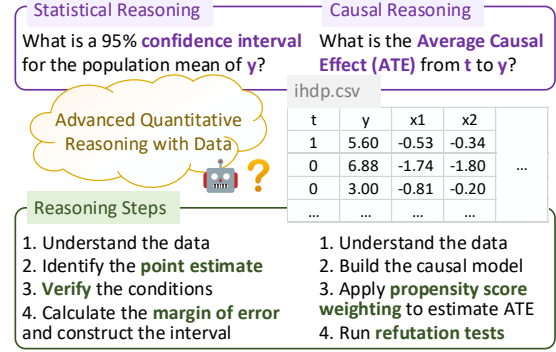 Statistical Reasoning
What is a 95% confidence interval
for the population mean of y?
Causal Reasoning
What is the Average Causal
Effect (ATE) from t to y?
Advanced Quantitative
Reasoning with Data
?
ihdp.csv
t y x1 x2
1 5.60 -0.53 -0.34
0 6.88 -1.74 -1.80
0 3.00 -0.81 -0.20
... ... ... ...
...
Reasoning Steps
1. Understand the data
2. Identify the point estimate
3. Verify the conditions
4. Calculate the margin of error
and construct the interval
1. Understand the data
2. Build the causal model
3. Apply propensity score
weighting to estimate ATE
4. Run refutation tests